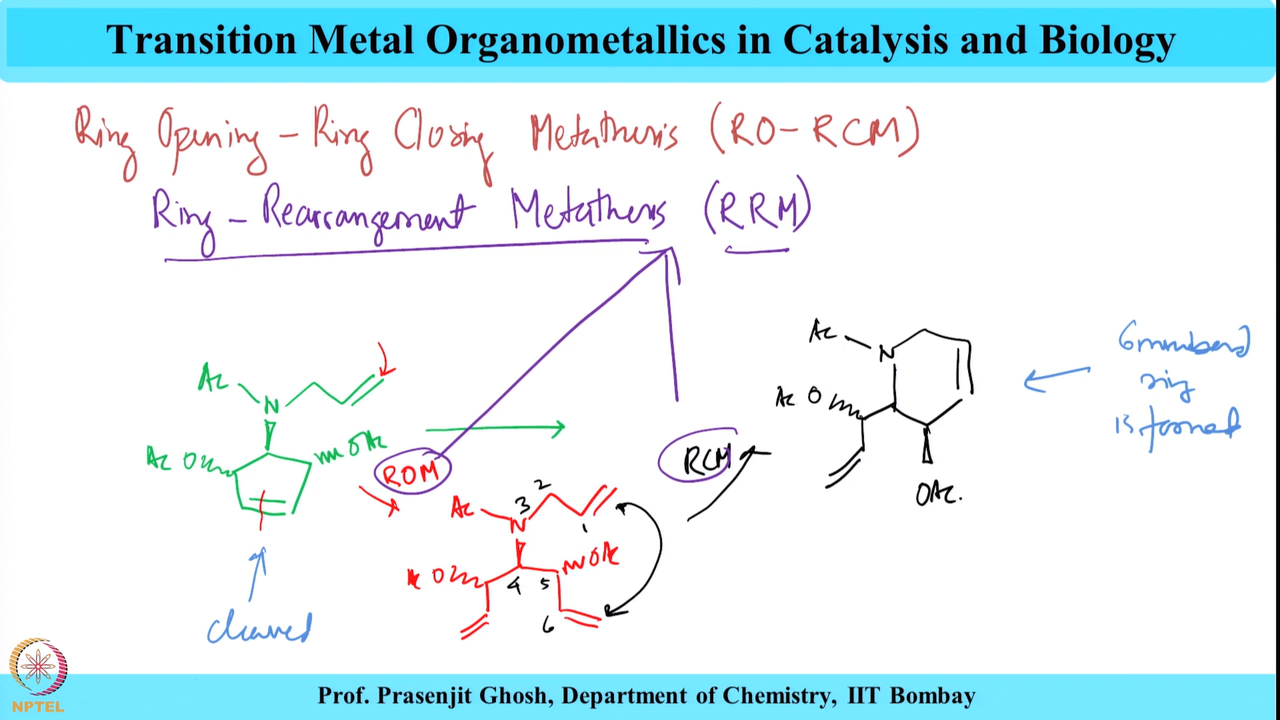 Transition Metal Organometallics in Catalysis and Biology
Ring Opening - Ring Closing Metathesis (RO-RCM)
Ring - Rearrangement Metathesis (RRM)
Ac
N
AcO
OAc
cleaved
ROM
Ac
N
3
2
1
AcO
OAc
4
5
6
RCM
Ac
N
AcO
OAc.
6 membered
ring
is formed
NPTEL
Prof. Prasenjit Ghosh, Department of Chemistry, IIT Bombay